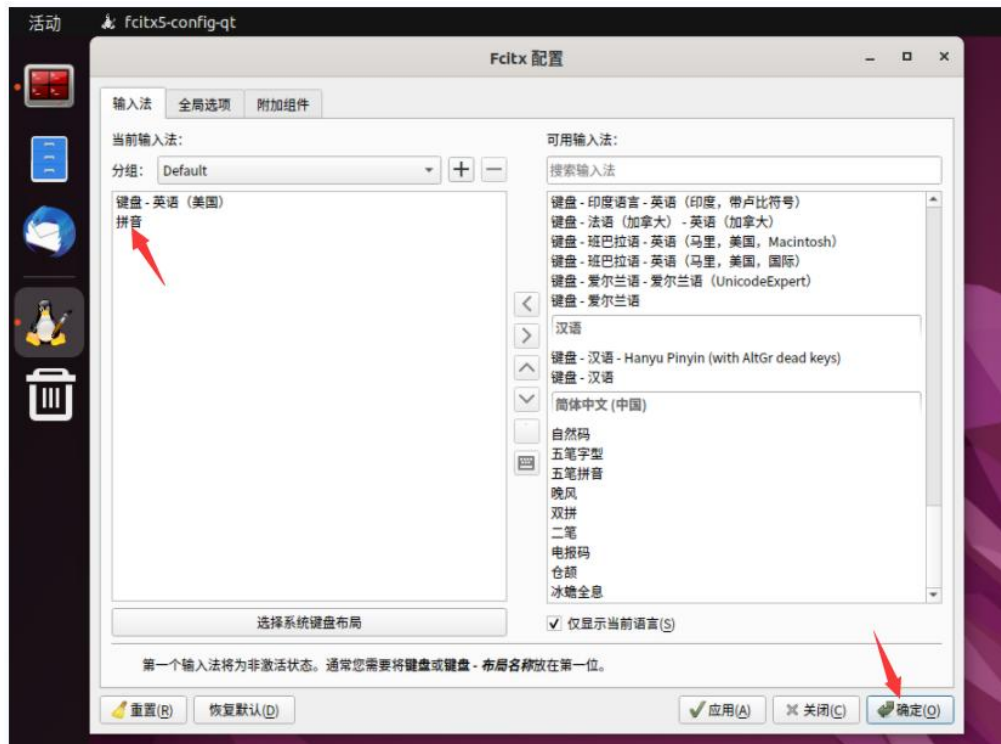 活动 fcitx5-config-qt
Fcitx 配置
输入法 全局选项 附加组件
当前输入法:
分组: Default
键盘 - 英语（美国）
拼音
选择系统键盘布局
可用输入法:
搜索输入法
键盘 - 印度语言 - 英语（印度，带卢比符号）
键盘 - 法语（加拿大） - 英语（加拿大）
键盘 - 班巴拉语 - 英语（马里，美国，Macintosh）
键盘 - 班巴拉语 - 英语（马里，美国，国际）
键盘 - 爱尔兰语 - 爱尔兰语（UnicodeExpert）
键盘 - 爱尔兰语
汉语
键盘 - 汉语 - Hanyu Pinyin (with AltGr dead keys)
键盘 - 汉语
简体中文 (中国)
自然码
五笔字型
五笔拼音
晚风
双拼
二笔
电报码
仓颉
冰蟾全息
仅显示当前语言(S)
第一个输入法将为非激活状态。通常您需要将键盘或键盘 - 布局名称放在第一位。
重置(R) 恢复默认(D) 应用(A) 关闭(C) 确定(O)